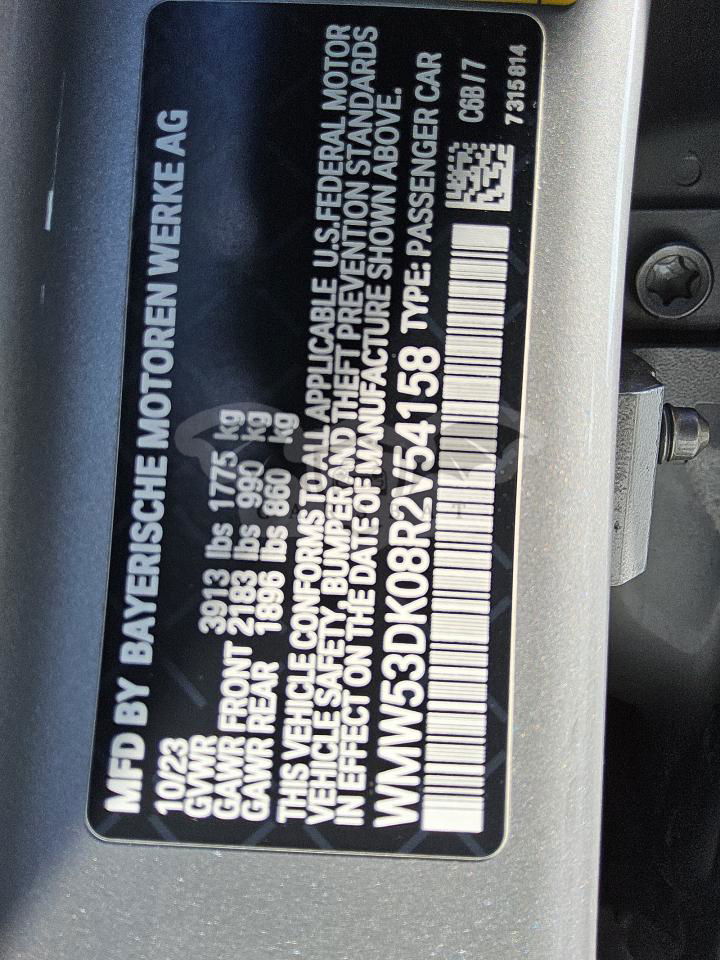 MFD BY BAYERISCHE MOTOREN WERKE AG
10/23
GVWR 3913 lbs 1775 kg
GAWR FRONT 2183 lbs 990 kg
GAWR REAR 1896 lbs 860 kg
THIS VEHICLE CONFORMS TO ALL APPLICABLE U.S.FEDERAL MOTOR
VEHICLE SAFETY, BUMPER AND THEFT PREVENTION STANDARDS
IN EFFECT ON THE DATE OF MANUFACTURE SHOWN ABOVE.
WMW53DK08R2V54158 TYPE: PASSENGER CAR
C6B/7
7315814